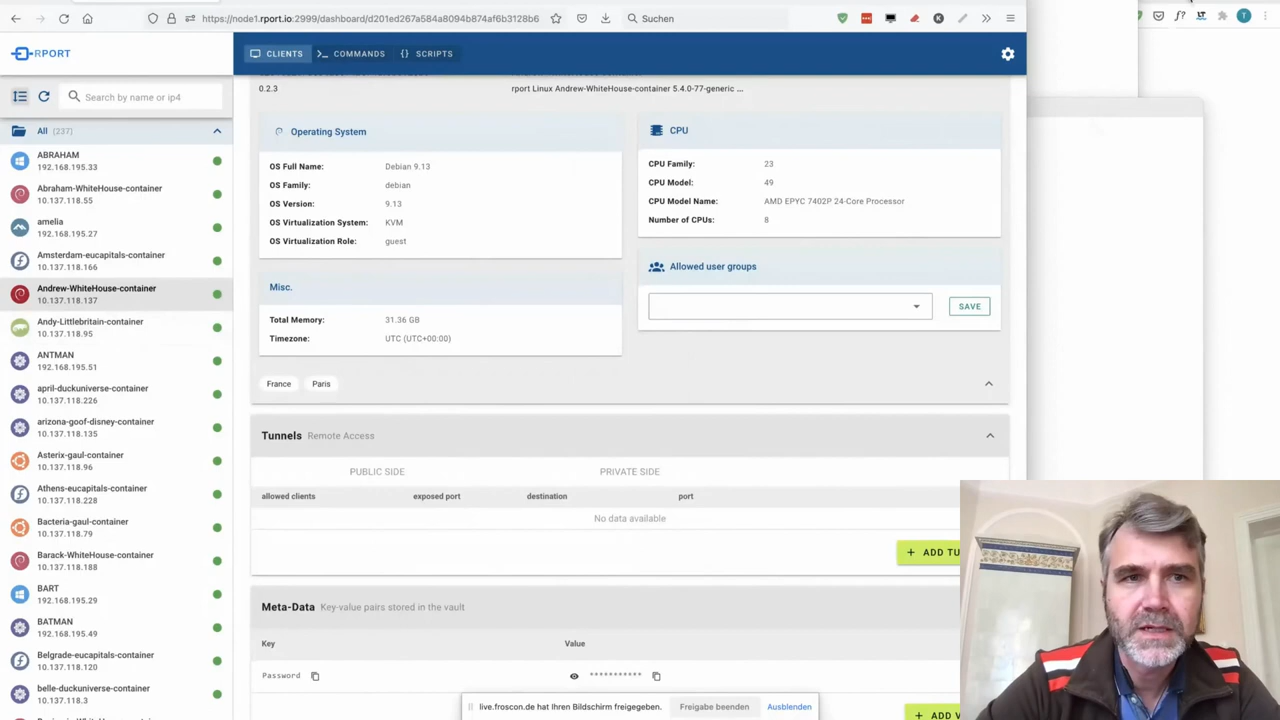 https://node1.rport.io:2999/dashboard/d201ed267a584a8094b874af6b3128b6
Suchen
RPORT
CLIENTS
COMMANDS
SCRIPTS
Search by name or ip4
All (237)
ABRAHAM
192.168.195.33
Abraham-WhiteHouse-container
10.137.118.55
amelia
192.168.195.27
Amsterdam-eucapitals-container
10.137.118.166
Andrew-WhiteHouse-container
10.137.118.137
Andy-Littlebritain-container
10.137.118.95
ANTMAN
192.168.195.51
april-duckuniverse-container
10.137.118.226
arizona-goof-disney-container
10.137.118.135
Asterix-gaul-container
10.137.118.96
Athens-eucapitals-container
10.137.118.228
Bacteria-gaul-container
10.137.118.79
Barack-WhiteHouse-container
10.137.118.188
BART
192.168.195.29
BATMAN
192.168.195.49
Belgrade-eucapitals-container
10.137.118.120
belle-duckuniverse-container
10.137.118.3
0.2.3
rport Linux Andrew-WhiteHouse-container 5.4.0-77-generic ...
Operating System
OS Full Name: Debian 9.13
OS Family: debian
OS Version: 9.13
OS Virtualization System: KVM
OS Virtualization Role: guest
CPU
CPU Family: 23
CPU Model: 49
CPU Model Name: AMD EPYC 7402P 24-Core Processor
Number of CPUs: 8
Misc.
Total Memory: 31.36 GB
Timezone: UTC (UTC+00:00)
Allowed user groups
SAVE
France
Paris
Tunnels Remote Access
PUBLIC SIDE
PRIVATE SIDE
allowed clients
exposed port
destination
port
No data available
+ ADD TU
Meta-Data Key-value pairs stored in the vault
Key
Value
Password
***********
+ ADD V
live.froscon.de hat Ihren Bildschirm freigegeben.
Freigabe beenden
Ausblenden
T